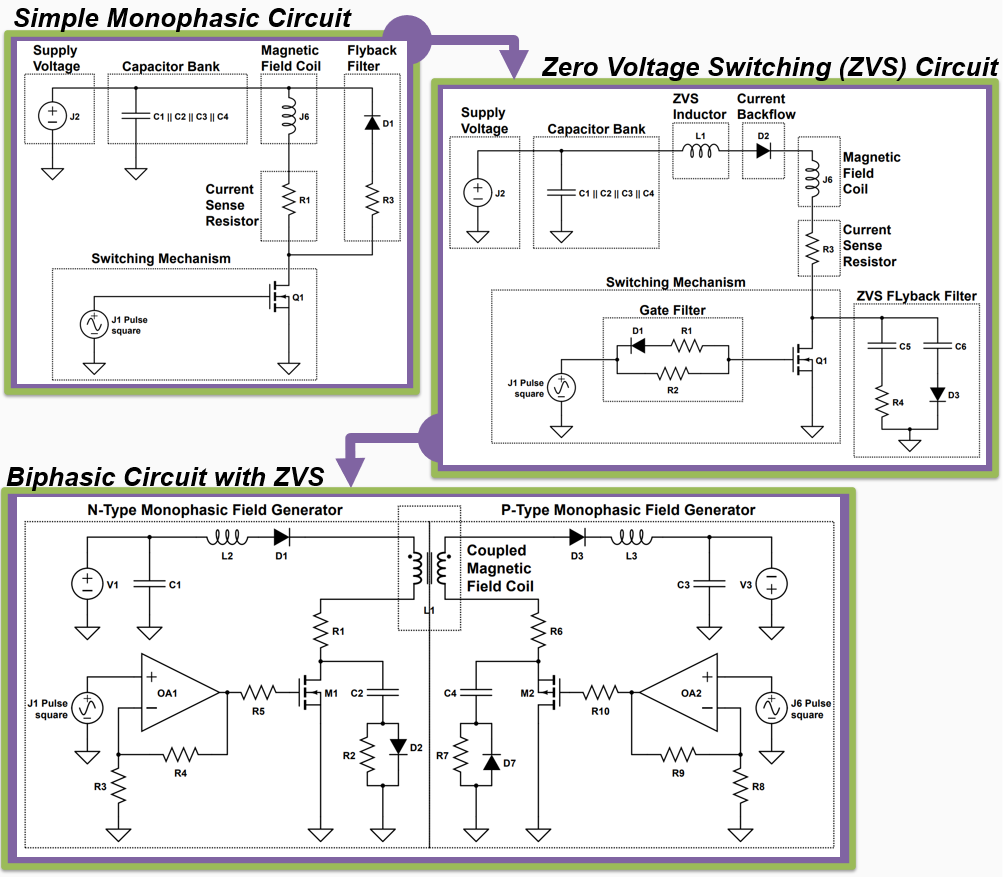 Simple Monophasic Circuit
Supply
Voltage
Capacitor Bank
Magnetic
Field Coil
Flyback
Filter
J2
C1 || C2 || C3 || C4
J6
D1
Current
Sense
Resistor
R1
R3
Switching Mechanism
Q1
J1 Pulse
square
Zero Voltage Switching (ZVS) Circuit
Supply
Voltage
Capacitor Bank
ZVS
Inductor
Current
Backflow
L1
D2
J2
C1 || C2 || C3 || C4
J6
Magnetic
Field
Coil
R3
Current
Sense
Resistor
Switching Mechanism
Gate Filter
D1
R1
R2
J1 Pulse
square
Q1
ZVS FLyback Filter
C5
C6
R4
D3
Biphasic Circuit with ZVS
N-Type Monophasic Field Generator
P-Type Monophasic Field Generator
L2
D1
V1
C1
L1
Coupled
Magnetic
Field Coil
D3
L3
C3
V3
R1
R6
J1 Pulse
square
OA1
R5
M1
C2
R4
R3
R2
D2
C4
M2
R10
OA2
J6 Pulse
square
R7
D7
R9
R8